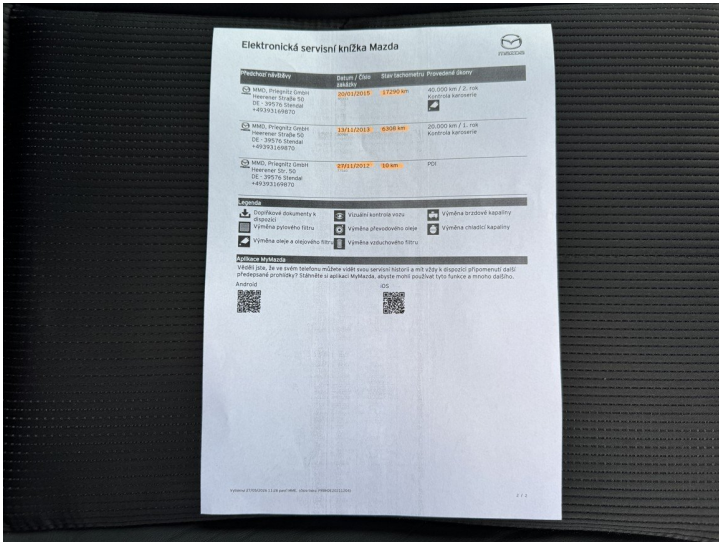 Elektronická servisní knížka Mazda
mazda
Předchozí návštěvy
Datum / Číslo zakázky
Stav tachometru
Provedené úkony
MMD, Priegnitz GmbH
Heerener Straße 50
DE - 39576 Stendal
+49393169870
20/01/2015
17290 km
40.000 km / 2. rok
Kontrola karoserie
MMD, Priegnitz GmbH
Heerener Straße 50
DE - 39576 Stendal
+49393169870
13/11/2013
6308 km
20.000 km / 1. rok
Kontrola karoserie
MMD, Priegnitz GmbH
Heerener Str. 50
DE - 39576 Stendal
+49393169870
27/11/2012
10 km
PDI
Legenda
Doplňkové dokumenty k
dispozici
Vizuální kontrola vozu
Výměna brzdové kapaliny
Výměna pylového filtru
Výměna převodového oleje
Výměna chladicí kapaliny
Výměna oleje a olejového filtru
Výměna vzduchového filtru
Aplikace MyMazda
Věděli jste, že ve svém telefonu můžete vidět svou servisní historii a mít vždy k dispozici připomenutí další
předepsané prohlídky? Stáhněte si aplikaci MyMazda, abyste mohli používat tyto funkce a mnoho dalšího.
Android
iOS